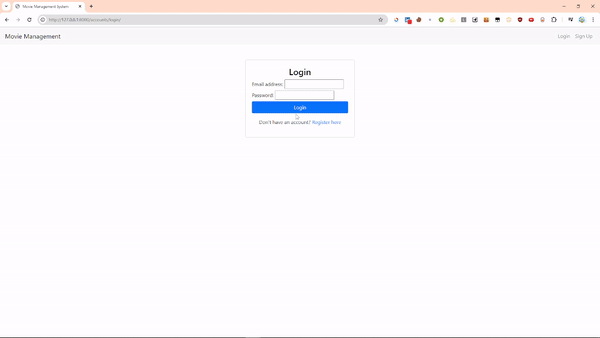 Movie Management System
http://127.0.0.1:8000/accounts/login/
Movie Management
Login
Sign Up
Login
Email address:
Password:
Login
Don't have an account? Register here